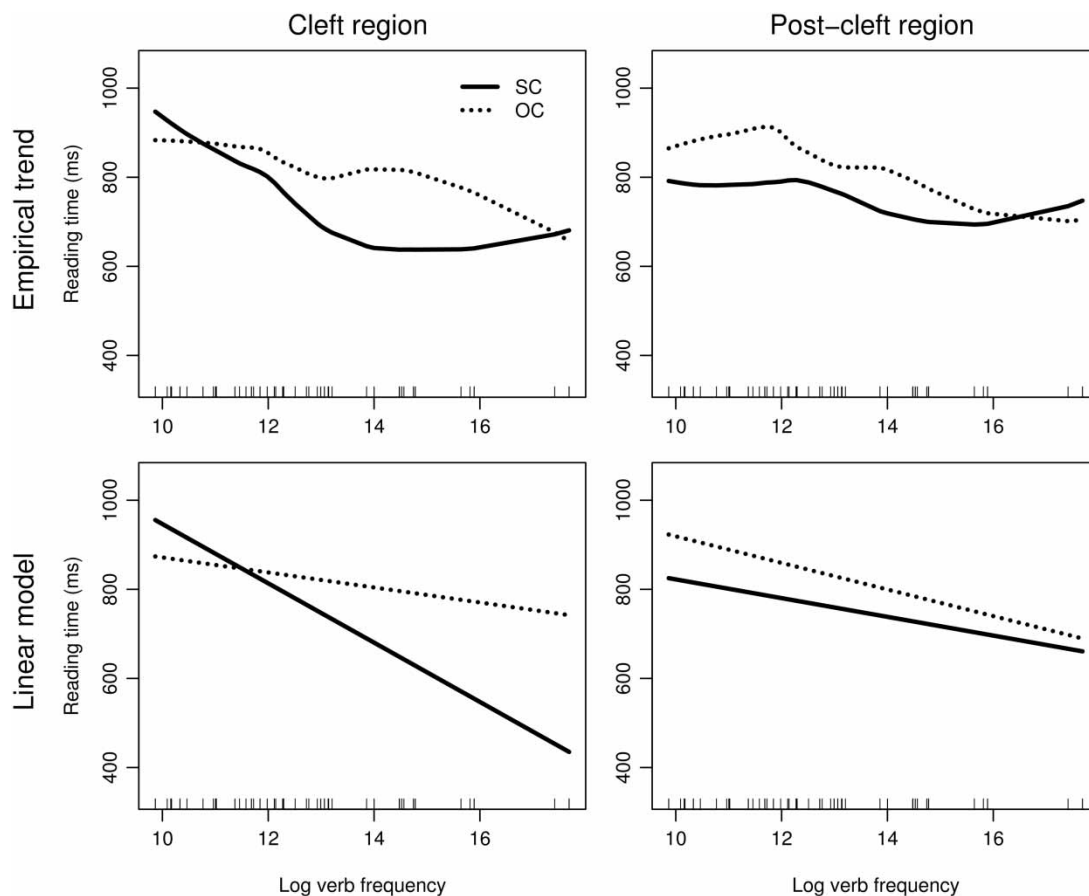 Cleft region
Post−cleft region
Empirical trend
Reading time (ms)
1000
800
600
400
SC
OC
10 12 14 16
1000
800
600
400
10 12 14 16
Linear model
Reading time (ms)
1000
800
600
400
10 12 14 16
Log verb frequency
1000
800
600
400
10 12 14 16
Log verb frequency